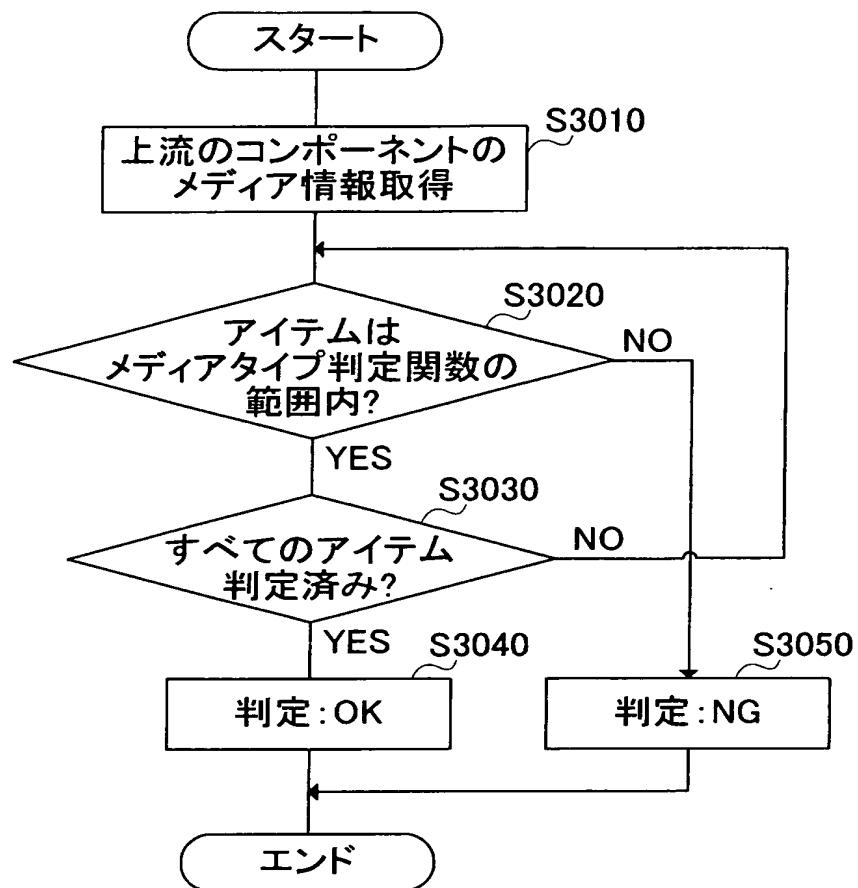 スタート
S3010
上流のコンポーネントの
メディア情報取得
S3020
アイテムは
メディアタイプ判定関数の
範囲内?
NO
YES
S3030
すべてのアイテム
判定済み?
NO
YES
S3040
判定:OK
S3050
判定:NG
エンド